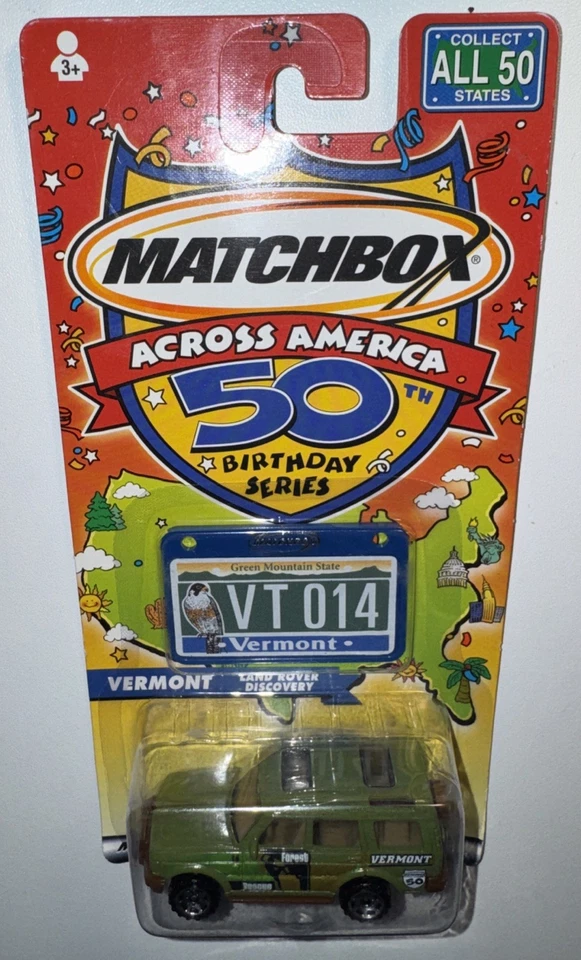 3+
COLLECT
ALL 50
STATES
MATCHBOX®
ACROSS AMERICA
50TH
BIRTHDAY
SERIES
Green Mountain State
VT 014
Vermont
VERMONT
LAND ROVER
DISCOVERY
Forest
VERMONT
50